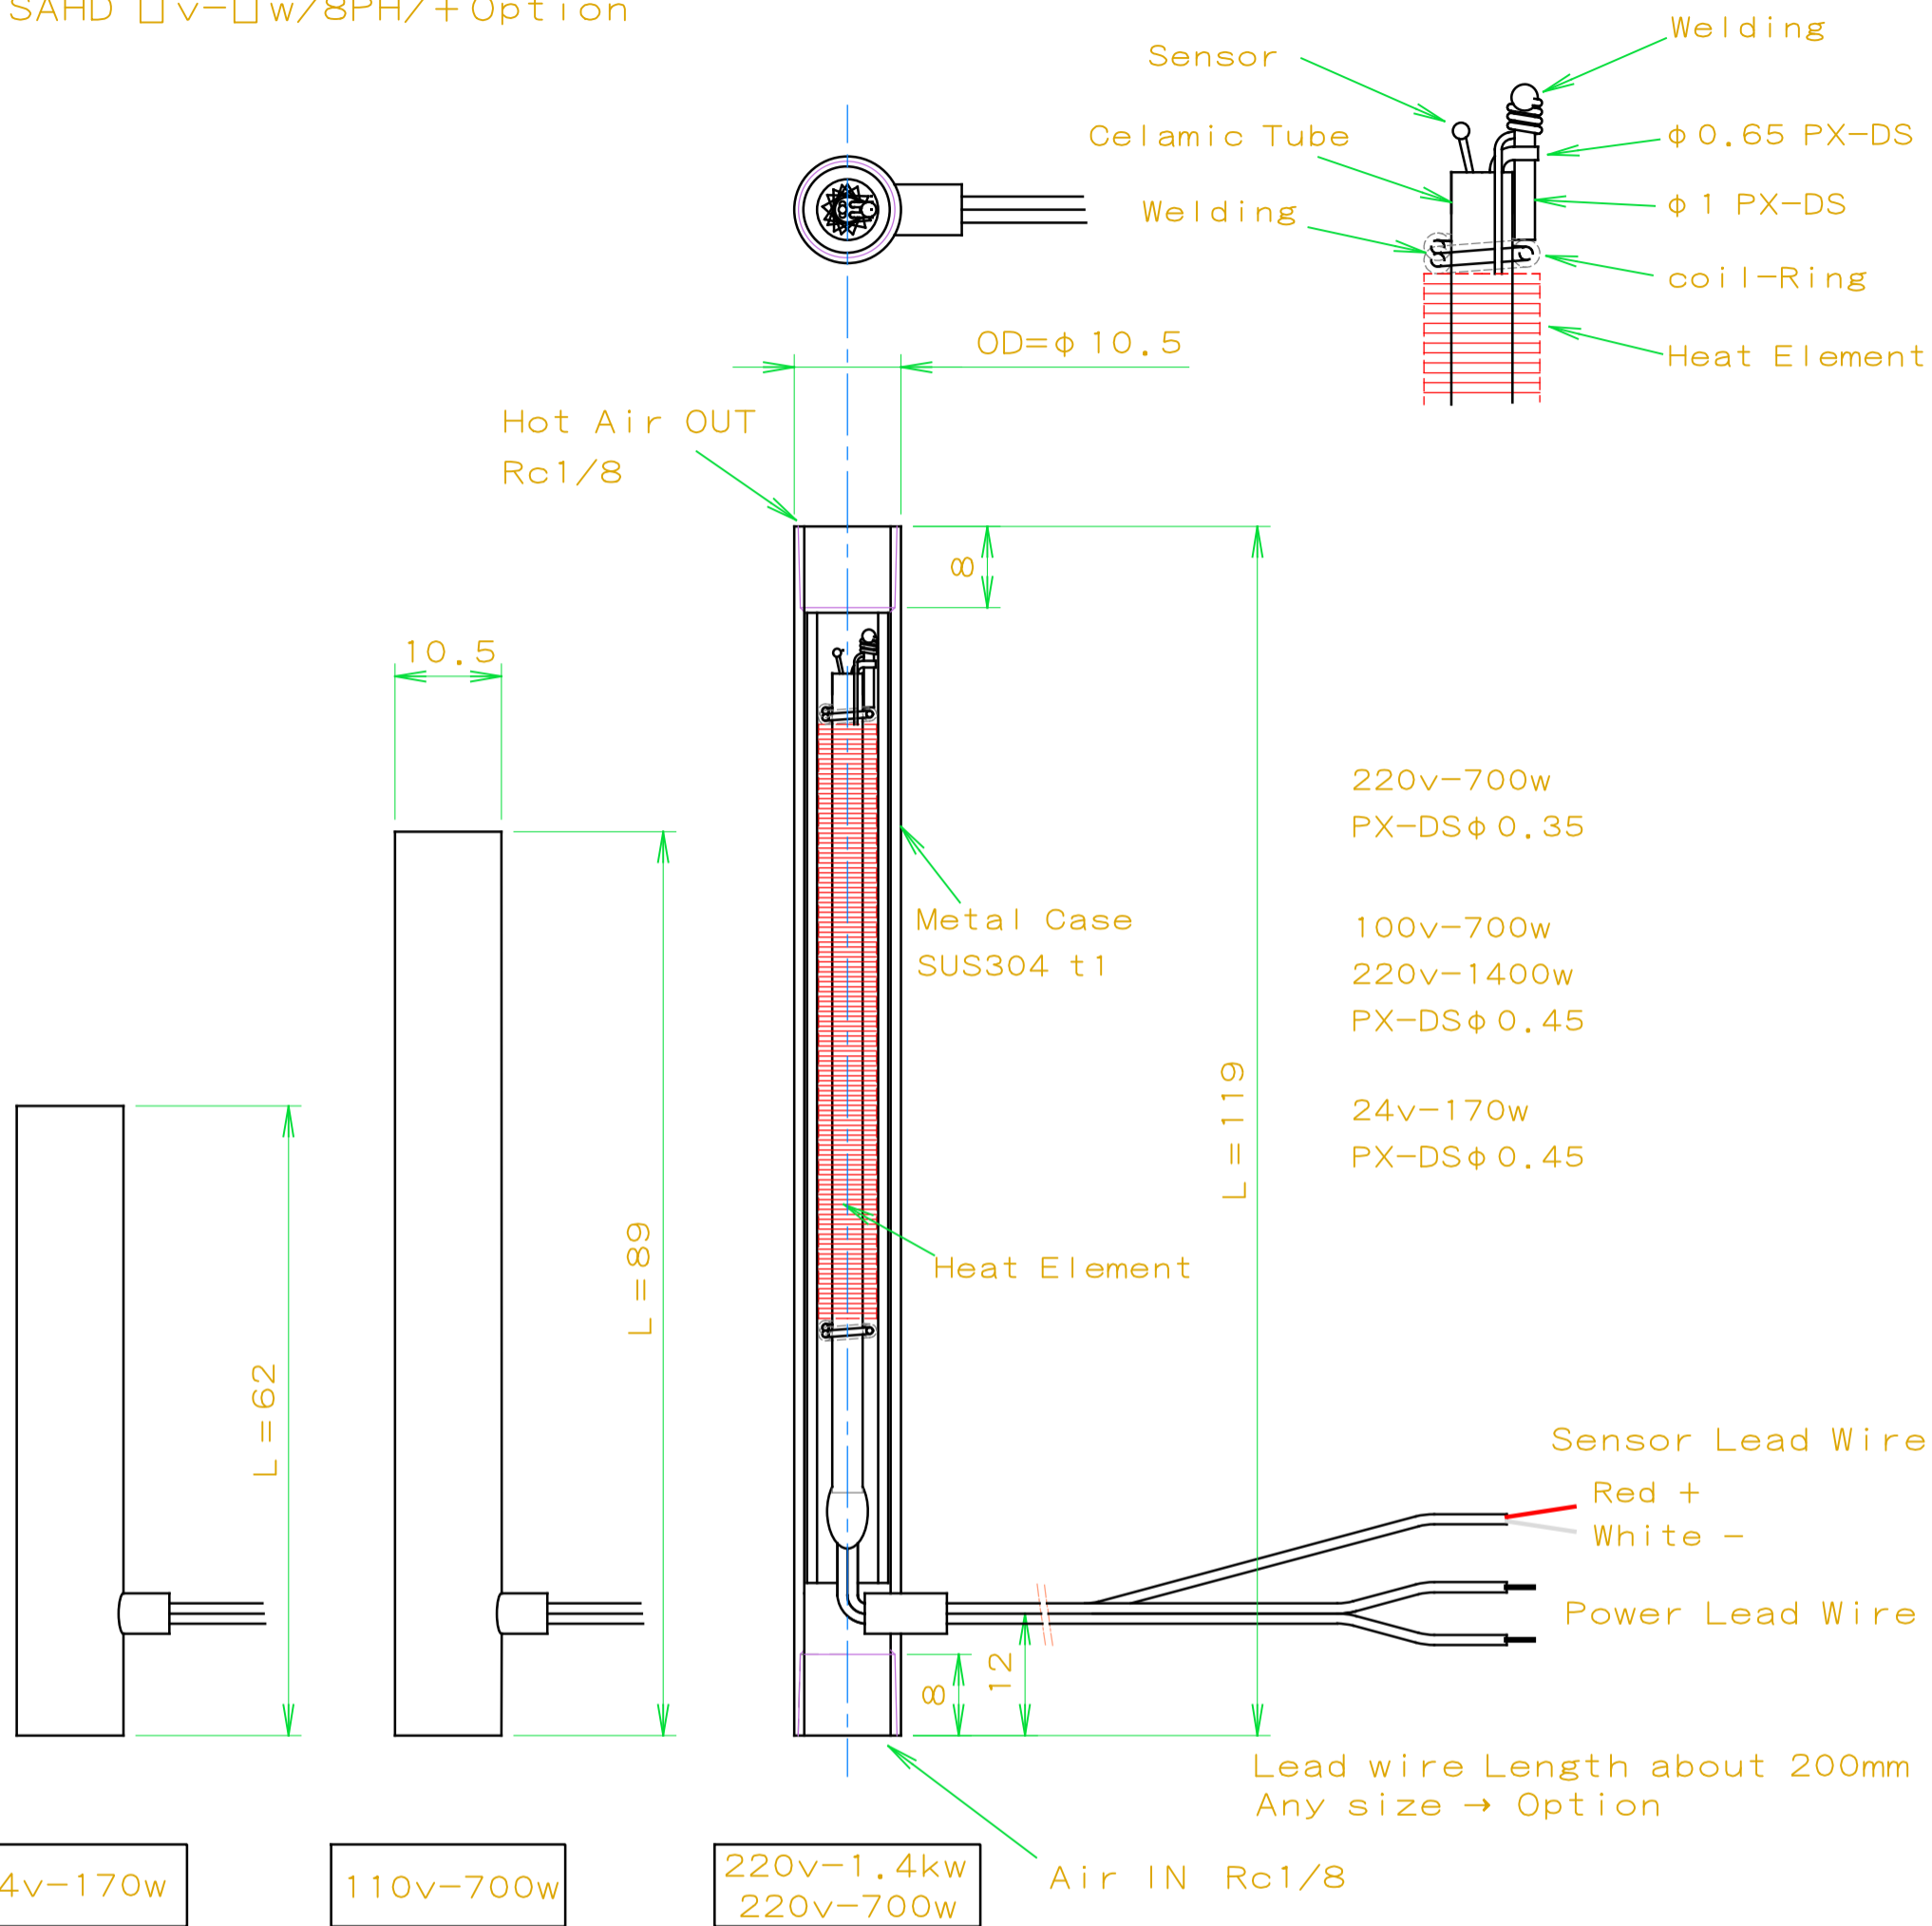 SAHD □v-□w/8PH/+Option
Welding
Sensor
Celamic Tube
φ0.65 PX-DS
Welding
φ1 PX-DS
coil-Ring
Heat Element
OD=φ10.5
Hot Air OUT
Rc1/8
8
10.5
220v-700w
PX-DSφ0.35
100v-700w
220v-1400w
PX-DSφ0.45
24v-170w
PX-DSφ0.45
Metal Case
SUS304 t1
L=119
L=89
L=62
Heat Element
Sensor Lead Wire
Red +
White -
Power Lead Wire
8
12
Lead wire Length about 200mm
Any size → Option
Air IN Rc1/8
4v-170w
110v-700w
220v-1.4kw
220v-700w